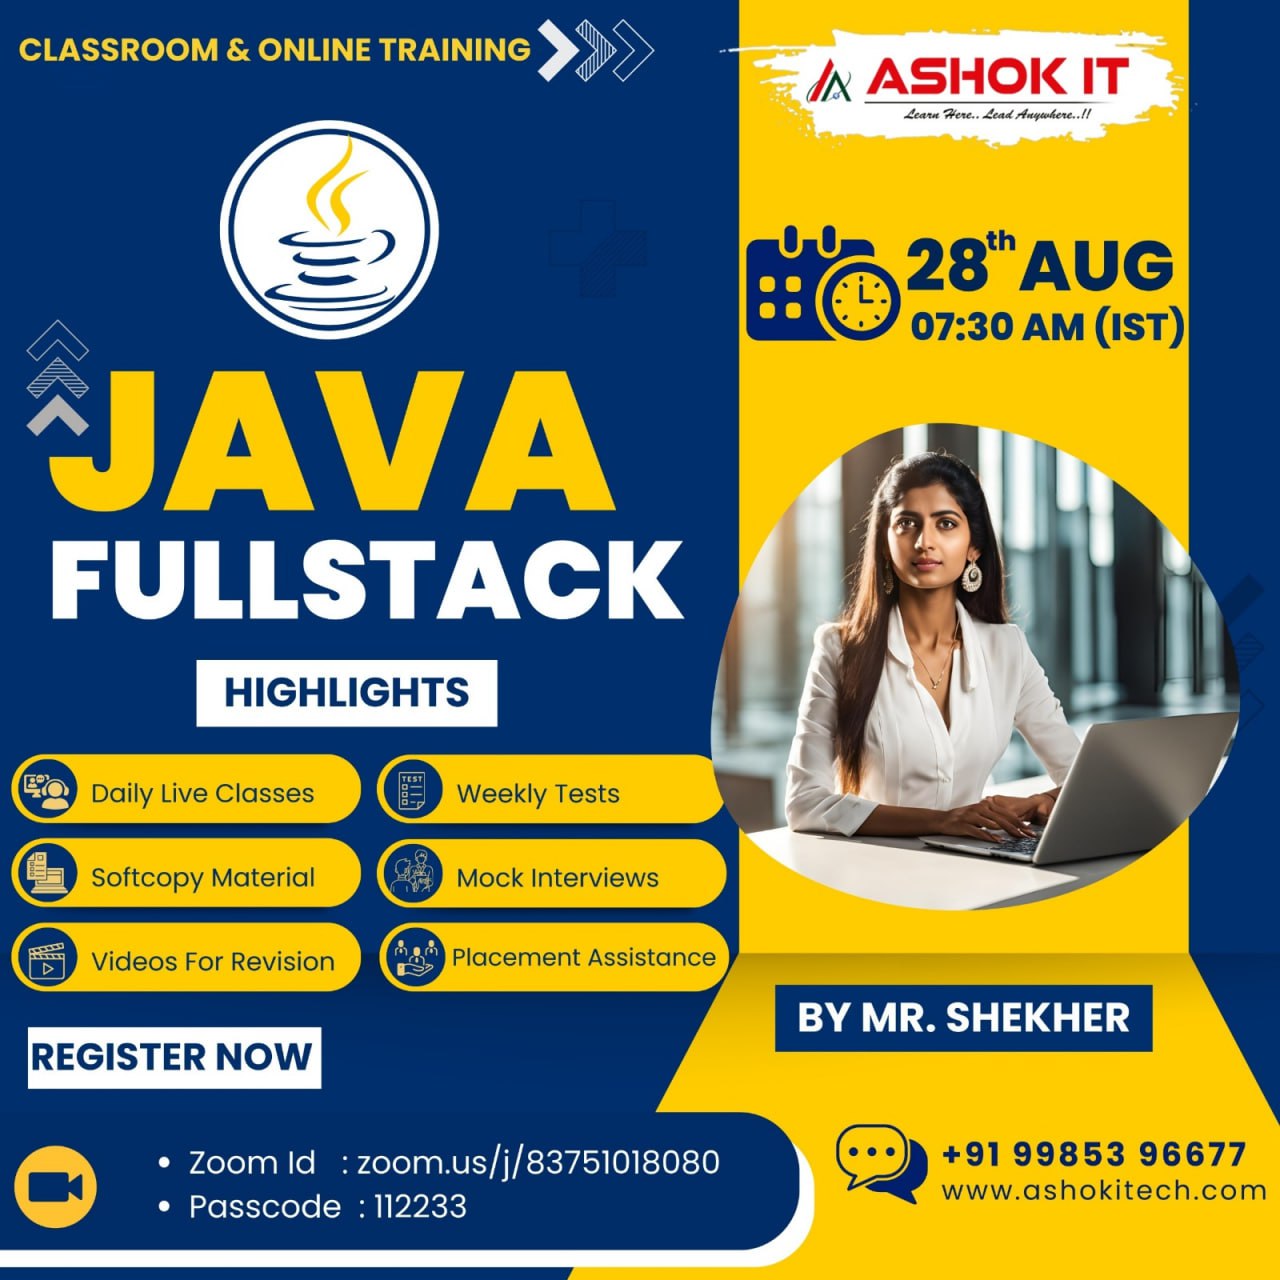 CLASSROOM & ONLINE TRAINING
ASHOK IT
Learn Here.. Lead Anywhere..!!
28th AUG
07:30 AM (IST)
JAVA
FULLSTACK
HIGHLIGHTS
Daily Live Classes
TEST
Weekly Tests
Softcopy Material
Mock Interviews
Videos For Revision
Placement Assistance
BY MR. SHEKHER
REGISTER NOW
• Zoom Id : zoom.us/j/83751018080
• Passcode : 112233
+91 99853 96677
www.ashokitech.com